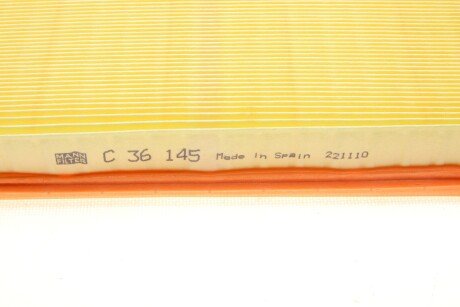 MANN
FILTER
C 36 145 Made in Spain 221110